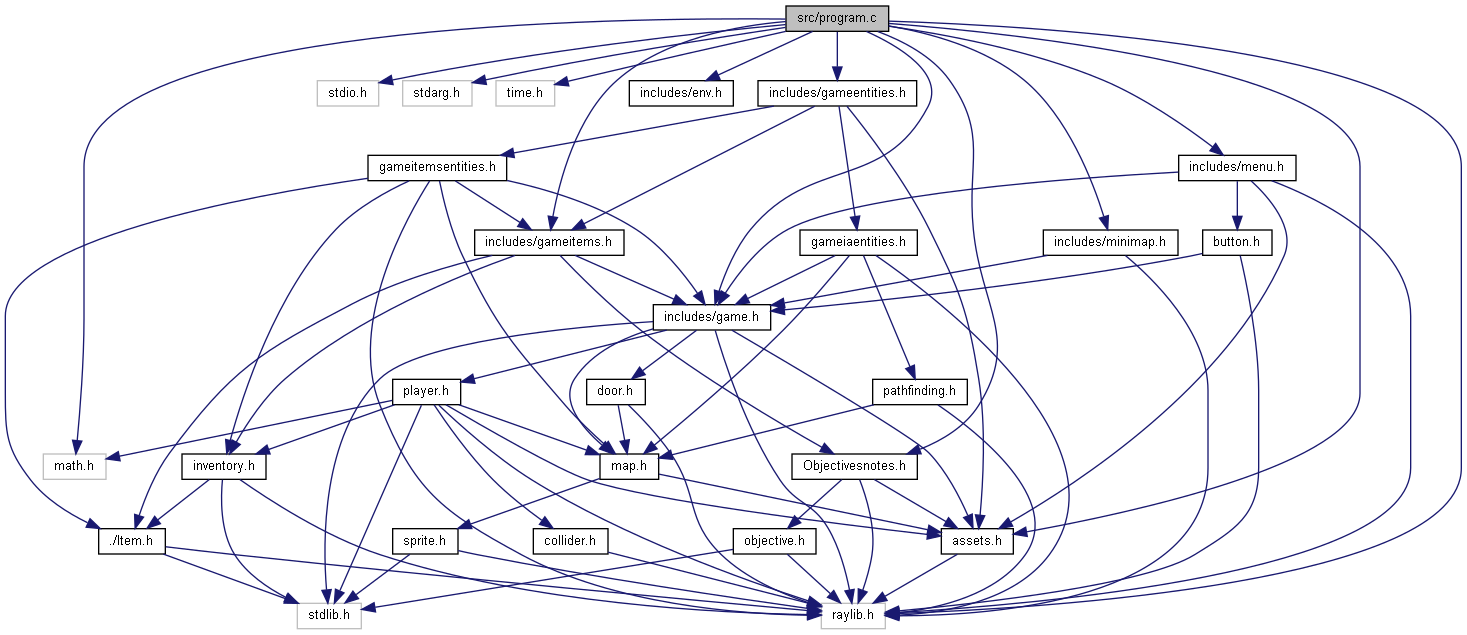 src/program.c
stdio.h
stdarg.h
time.h
includes/env.h
includes/gameentities.h
gameitemsentities.h
includes/menu.h
includes/gameitems.h
gameiaentities.h
includes/minimap.h
button.h
includes/game.h
player.h
door.h
pathfinding.h
math.h
inventory.h
map.h
Objectivesnotes.h
./Item.h
sprite.h
collider.h
objective.h
assets.h
stdlib.h
raylib.h